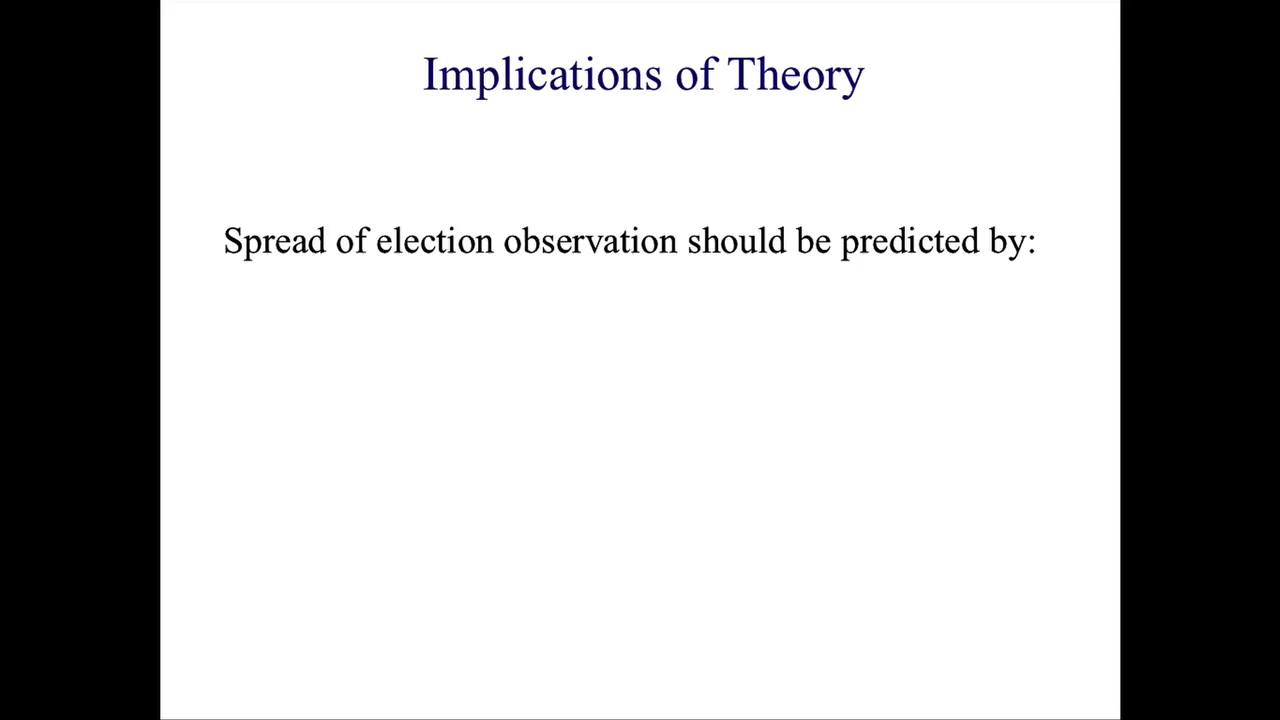 Implications of Theory
Spread of election observation should be predicted by: